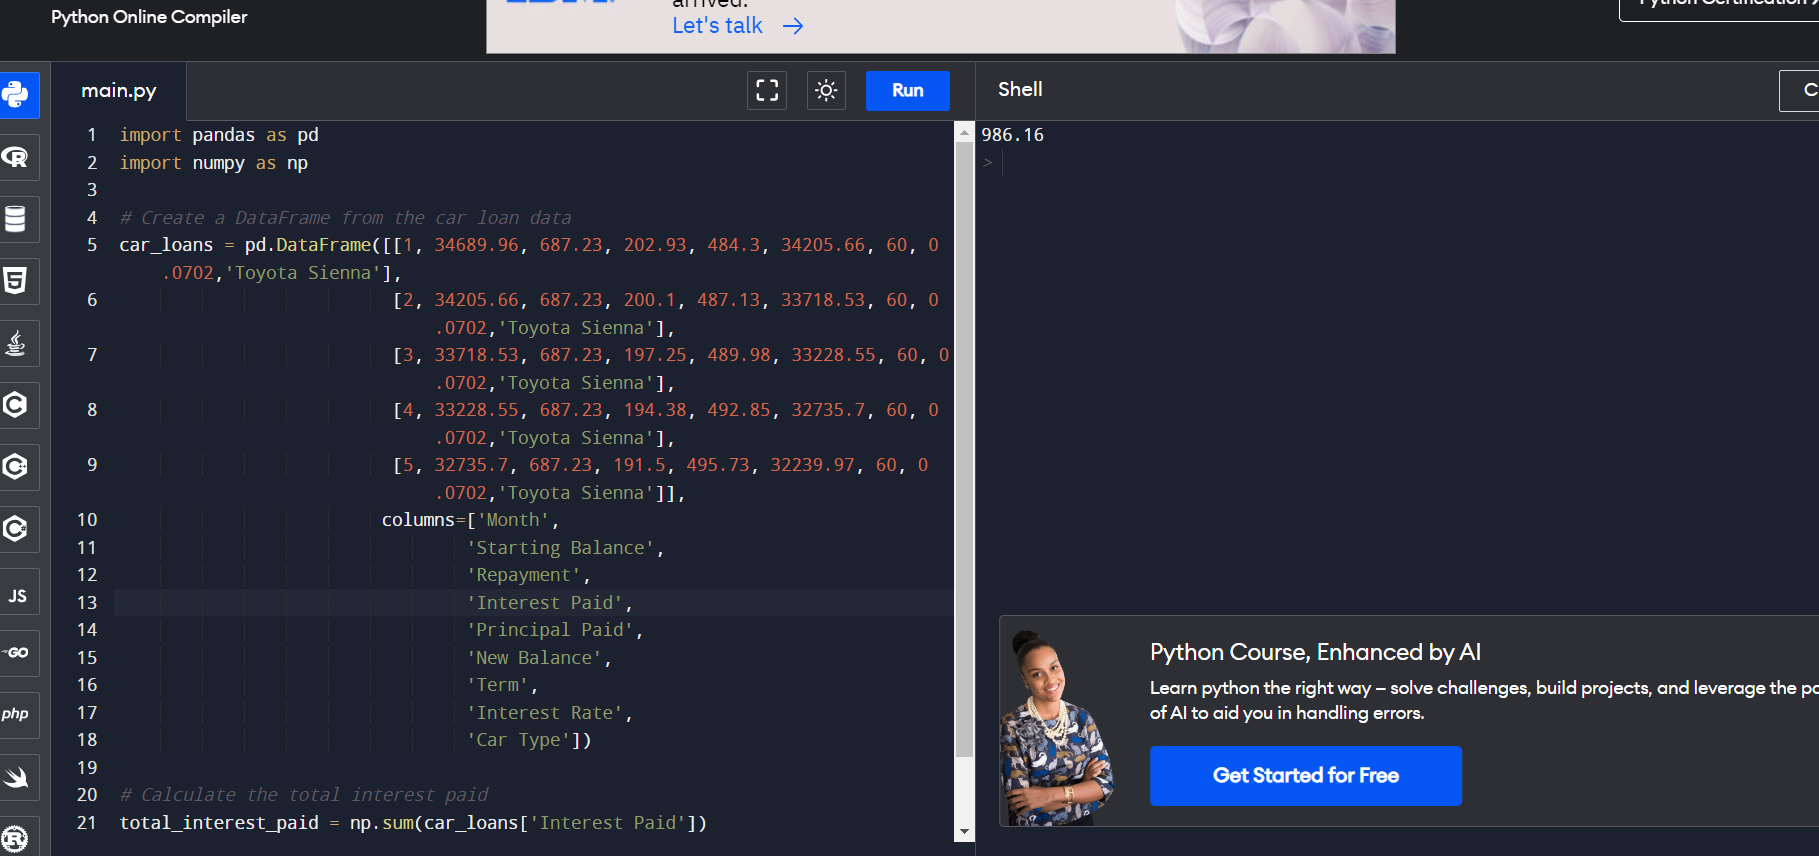 Python Online Compiler
arrived.
IBM.
Let's talk →
Python Certification
main.py
Run
Shell
C
1 import pandas as pd
2 import numpy as np
3
4 # Create a DataFrame from the car loan data
5 car_loans = pd.DataFrame([[1, 34689.96, 687.23, 202.93, 484.3, 34205.66, 60, 0
.0702,'Toyota Sienna'],
6 [2, 34205.66, 687.23, 200.1, 487.13, 33718.53, 60, 0
.0702,'Toyota Sienna'],
7 [3, 33718.53, 687.23, 197.25, 489.98, 33228.55, 60, 0
.0702,'Toyota Sienna'],
8 [4, 33228.55, 687.23, 194.38, 492.85, 32735.7, 60, 0
.0702,'Toyota Sienna'],
9 [5, 32735.7, 687.23, 191.5, 495.73, 32239.97, 60, 0
.0702,'Toyota Sienna']],
10 columns=['Month',
11 'Starting Balance',
12 'Repayment',
13 'Interest Paid',
14 'Principal Paid',
15 'New Balance',
16 'Term',
17 'Interest Rate',
18 'Car Type'])
19
20 # Calculate the total interest paid
21 total_interest_paid = np.sum(car_loans['Interest Paid'])
986.16
>
JS
GO
php
Python Course, Enhanced by AI
Learn python the right way – solve challenges, build projects, and leverage the po
of AI to aid you in handling errors.
Get Started for Free